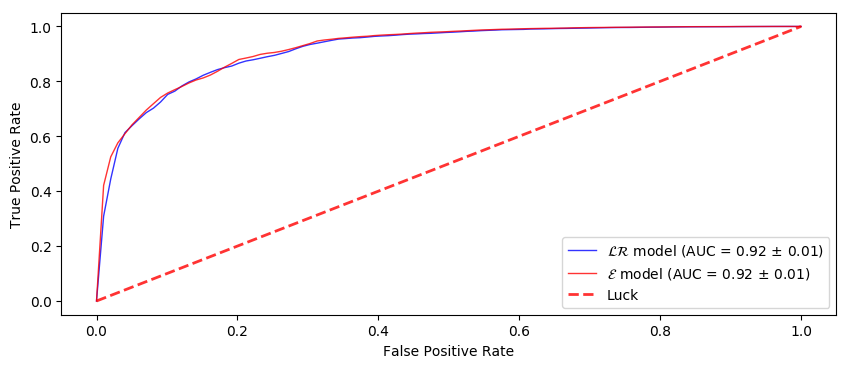 True Positive Rate
1.0
0.8
0.6
0.4
0.2
0.0
0.0 0.2 0.4 0.6 0.8 1.0
False Positive Rate
ℒℛ model (AUC = 0.92 ± 0.01)
ℰ model (AUC = 0.92 ± 0.01)
Luck